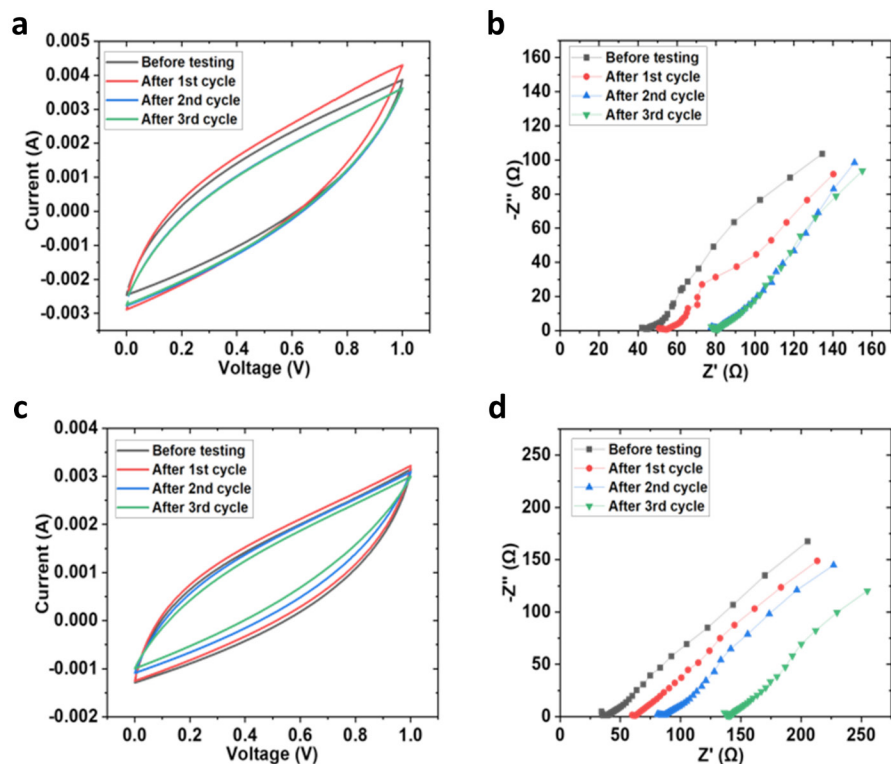 a
0.005
0.004
0.003
0.002
0.001
0.000
-0.001
-0.002
-0.003
Current (A)
Before testing
After 1st cycle
After 2nd cycle
After 3rd cycle
0.0 0.2 0.4 0.6 0.8 1.0
Voltage (V)
b
160
140
120
100
80
60
40
20
0
-Z'' (Ω)
Before testing
After 1st cycle
After 2nd cycle
After 3rd cycle
0 20 40 60 80 100 120 140 160
Z' (Ω)
c
0.004
0.003
0.002
0.001
0.000
-0.001
-0.002
Current (A)
Before testing
After 1st cycle
After 2nd cycle
After 3rd cycle
0.0 0.2 0.4 0.6 0.8 1.0
Voltage (V)
d
275
250
225
200
175
150
125
100
75
50
25
0
-Z'' (Ω)
Before testing
After 1st cycle
After 2nd cycle
After 3rd cycle
0 50 100 150 200 250
Z' (Ω)